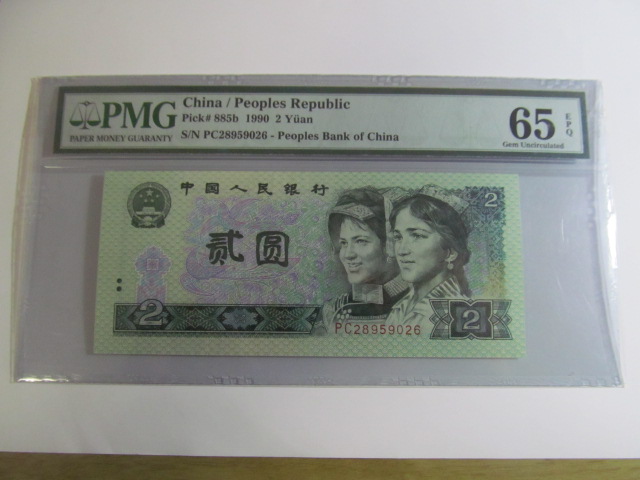 PMG
PAPER MONEY GUARANTY
China / Peoples Republic
Pick# 885b 1990 2 Yüan
S/N PC28959026 - Peoples Bank of China
65 EPQ
Gem Uncirculated
中国人民银行
2
贰圆
PC28959026
2
2